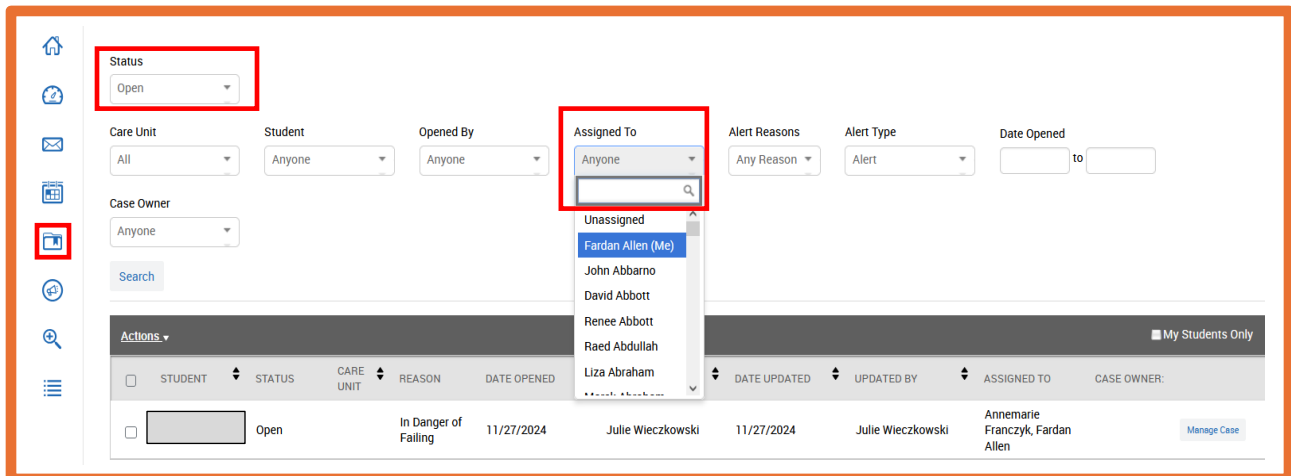 Status
Open
Care Unit Student Opened By Assigned To Alert Reasons Alert Type Date Opened
All Anyone Anyone Anyone Any Reason Alert to
Case Owner
Anyone
Unassigned
Fardan Allen (Me)
Search
John Abbarno
David Abbott
Renee Abbott
Actions My Students Only
Raed Abdullah
Liza Abraham
STUDENT STATUS CARE UNIT REASON DATE OPENED DATE UPDATED UPDATED BY ASSIGNED TO CASE OWNER:
Open In Danger of Failing 11/27/2024 Julie Wieczkowski 11/27/2024 Julie Wieczkowski Annemarie Franczyk, Fardan Allen Manage Case